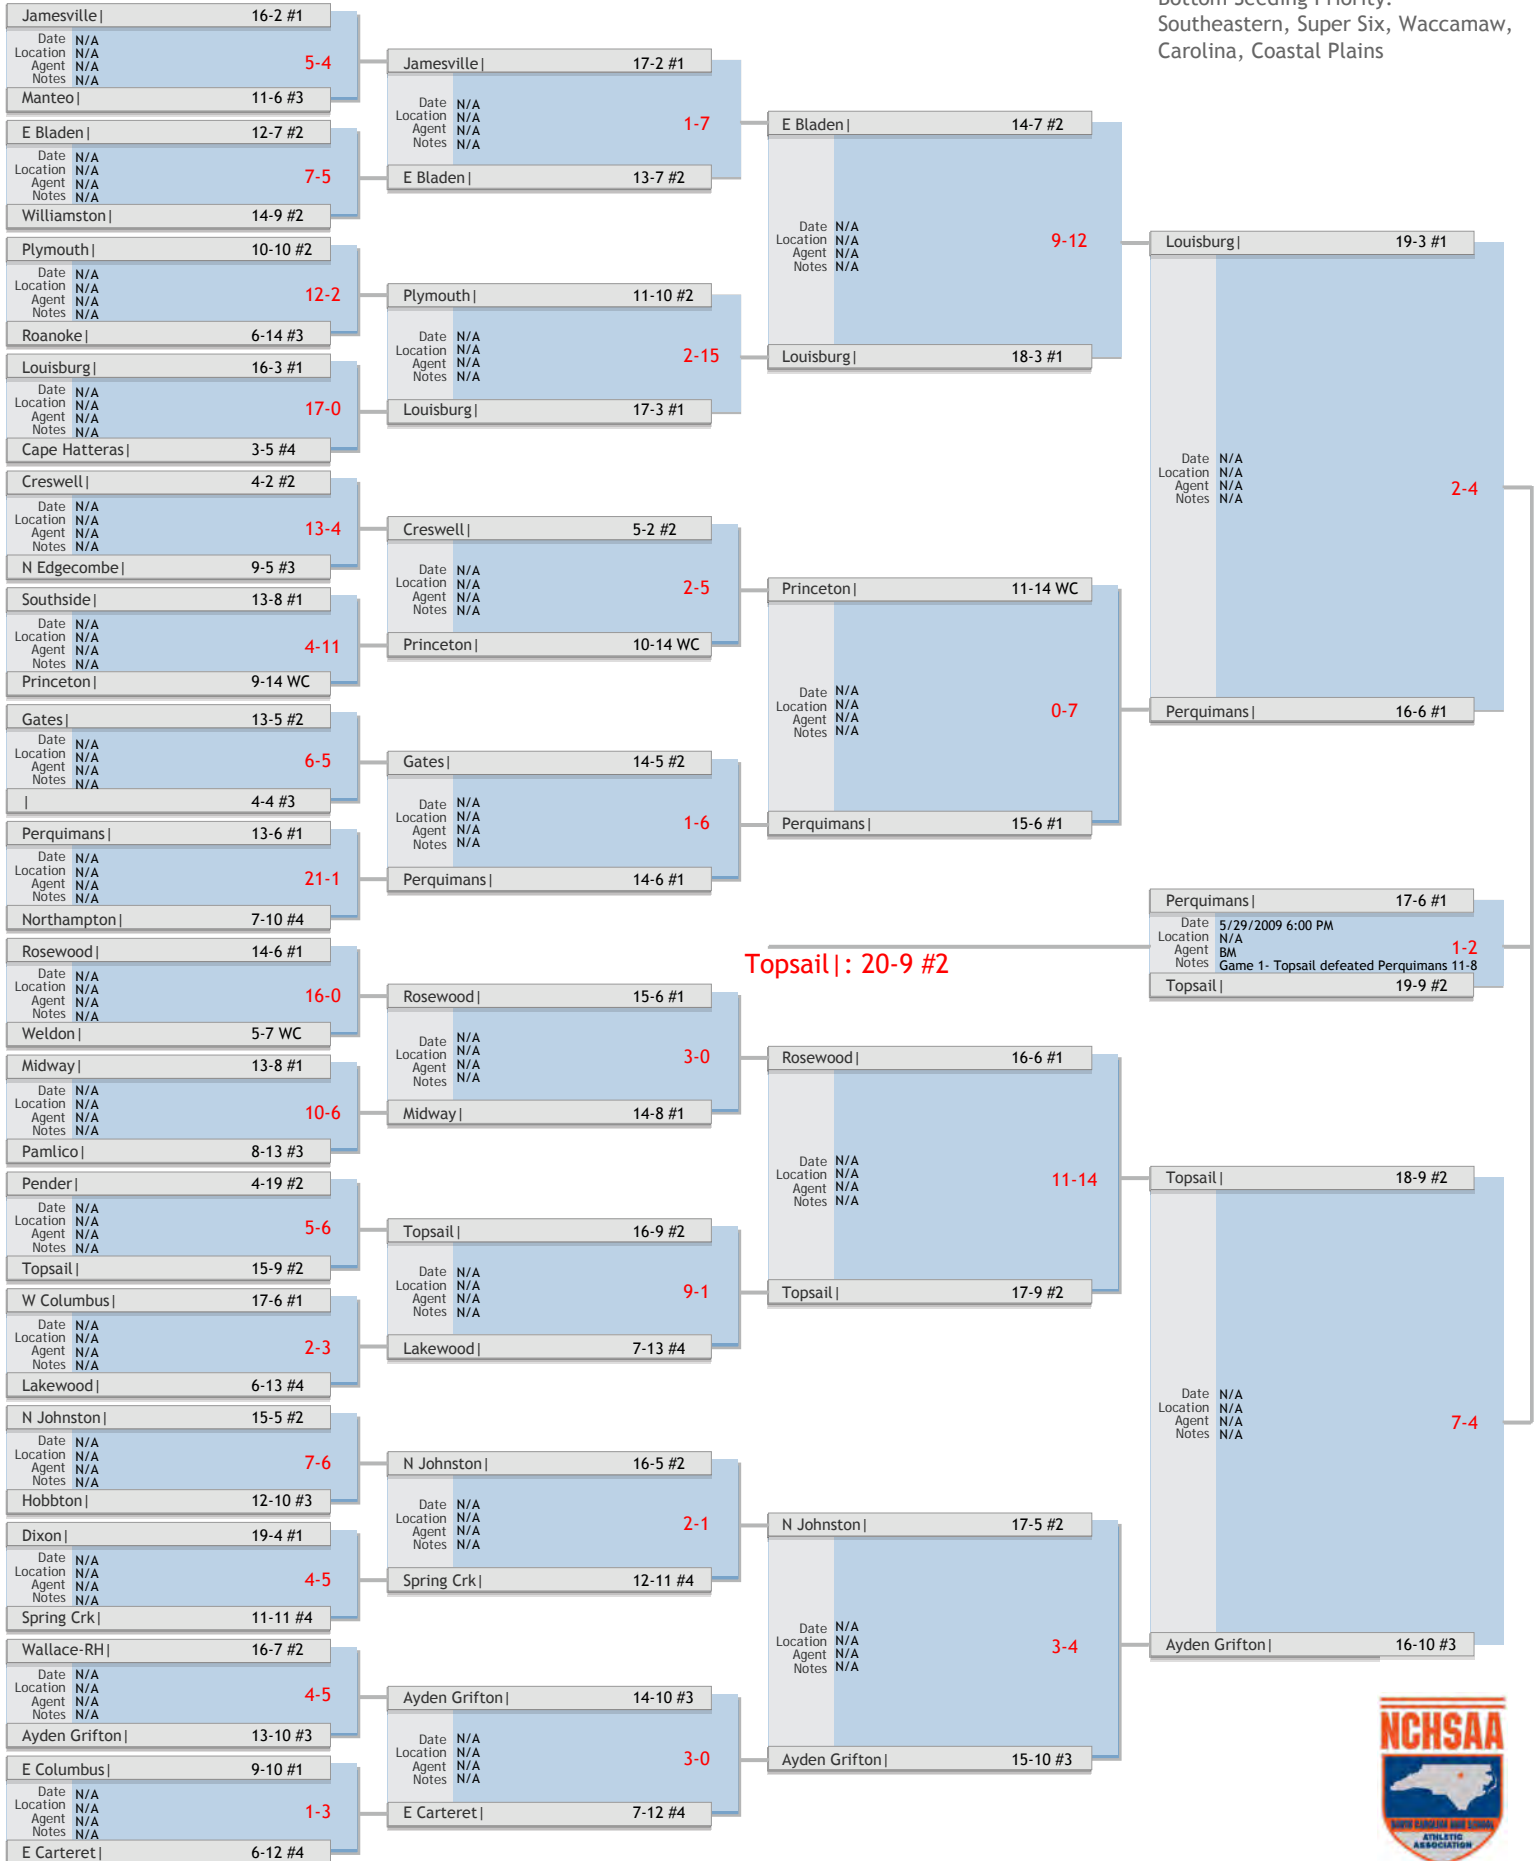 Bottom Seeding Priority:
Southeastern, Super Six, Waccamaw,
Carolina, Coastal Plains
Jamesville| 16-2 #1
Date N/A
Location N/A
Agent N/A
Notes N/A
5-4
Manteo| 11-6 #3
E Bladen| 12-7 #2
Date N/A
Location N/A
Agent N/A
Notes N/A
7-5
Williamston| 14-9 #2
Plymouth| 10-10 #2
Date N/A
Location N/A
Agent N/A
Notes N/A
12-2
Roanoke| 6-14 #3
Louisburg| 16-3 #1
Date N/A
Location N/A
Agent N/A
Notes N/A
17-0
Cape Hatteras| 3-5 #4
Creswell| 4-2 #2
Date N/A
Location N/A
Agent N/A
Notes N/A
13-4
N Edgecombe| 9-5 #3
Southside| 13-8 #1
Date N/A
Location N/A
Agent N/A
Notes N/A
4-11
Princeton| 9-14 WC
Gates| 13-5 #2
Date N/A
Location N/A
Agent N/A
Notes N/A
6-5
| 4-4 #3
Perquimans| 13-6 #1
Date N/A
Location N/A
Agent N/A
Notes N/A
21-1
Northampton| 7-10 #4
Rosewood| 14-6 #1
Date N/A
Location N/A
Agent N/A
Notes N/A
16-0
Weldon| 5-7 WC
Midway| 13-8 #1
Date N/A
Location N/A
Agent N/A
Notes N/A
10-6
Pamlico| 8-13 #3
Pender| 4-19 #2
Date N/A
Location N/A
Agent N/A
Notes N/A
5-6
Topsail| 15-9 #2
W Columbus| 17-6 #1
Date N/A
Location N/A
Agent N/A
Notes N/A
2-3
Lakewood| 6-13 #4
N Johnston| 15-5 #2
Date N/A
Location N/A
Agent N/A
Notes N/A
7-6
Hobbton| 12-10 #3
Dixon| 19-4 #1
Date N/A
Location N/A
Agent N/A
Notes N/A
4-5
Spring Crk| 11-11 #4
Wallace-RH| 16-7 #2
Date N/A
Location N/A
Agent N/A
Notes N/A
4-5
Ayden Grifton| 13-10 #3
E Columbus| 9-10 #1
Date N/A
Location N/A
Agent N/A
Notes N/A
1-3
E Carteret| 6-12 #4
Jamesville| 17-2 #1
Date N/A
Location N/A
Agent N/A
Notes N/A
1-7
E Bladen| 13-7 #2
Plymouth| 11-10 #2
Date N/A
Location N/A
Agent N/A
Notes N/A
2-15
Louisburg| 17-3 #1
Creswell| 5-2 #2
Date N/A
Location N/A
Agent N/A
Notes N/A
2-5
Princeton| 10-14 WC
Gates| 14-5 #2
Date N/A
Location N/A
Agent N/A
Notes N/A
1-6
Perquimans| 14-6 #1
Rosewood| 15-6 #1
Date N/A
Location N/A
Agent N/A
Notes N/A
3-0
Midway| 14-8 #1
Topsail| 16-9 #2
Date N/A
Location N/A
Agent N/A
Notes N/A
9-1
Lakewood| 7-13 #4
N Johnston| 16-5 #2
Date N/A
Location N/A
Agent N/A
Notes N/A
2-1
Spring Crk| 12-11 #4
Ayden Grifton| 14-10 #3
Date N/A
Location N/A
Agent N/A
Notes N/A
3-0
E Carteret| 7-12 #4
E Bladen| 14-7 #2
Date N/A
Location N/A
Agent N/A
Notes N/A
9-12
Louisburg| 18-3 #1
Princeton| 11-14 WC
Date N/A
Location N/A
Agent N/A
Notes N/A
0-7
Perquimans| 15-6 #1
Topsail|: 20-9 #2
Rosewood| 16-6 #1
Date N/A
Location N/A
Agent N/A
Notes N/A
11-14
Topsail| 17-9 #2
N Johnston| 17-5 #2
Date N/A
Location N/A
Agent N/A
Notes N/A
3-4
Ayden Grifton| 15-10 #3
Louisburg| 19-3 #1
Date N/A
Location N/A
Agent N/A
Notes N/A
2-4
Perquimans| 16-6 #1
Perquimans| 17-6 #1
Date 5/29/2009 6:00 PM
Location N/A
Agent BM
Notes Game 1- Topsail defeated Perquimans 11-8
1-2
Topsail| 19-9 #2
Topsail| 18-9 #2
Date N/A
Location N/A
Agent N/A
Notes N/A
7-4
Ayden Grifton| 16-10 #3
NCHSAA
NORTH CAROLINA HIGH SCHOOL
ATHLETIC
ASSOCIATION